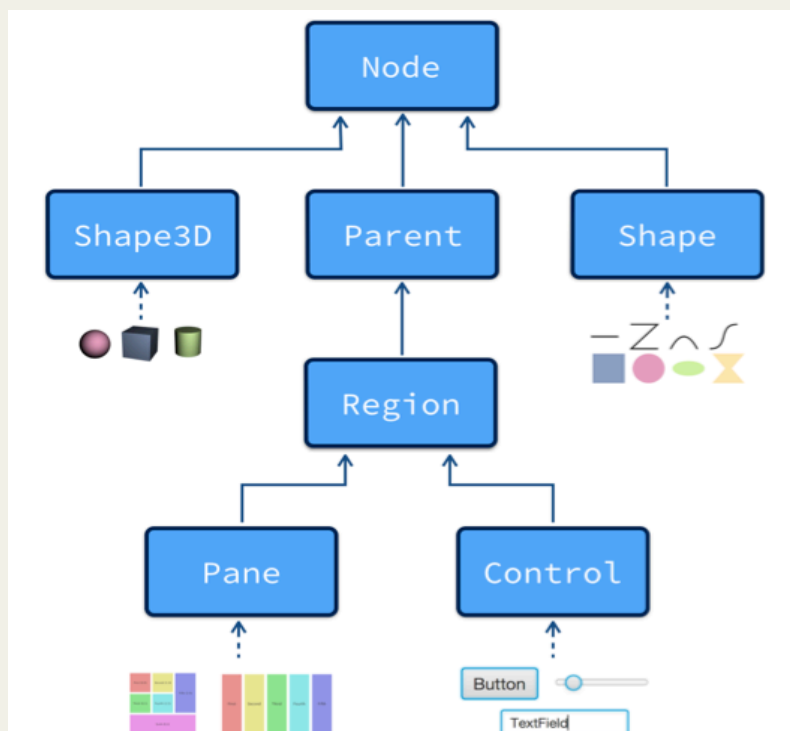 Node
Shape3D
Parent
Shape
Region
Pane
Control
Button
TextField